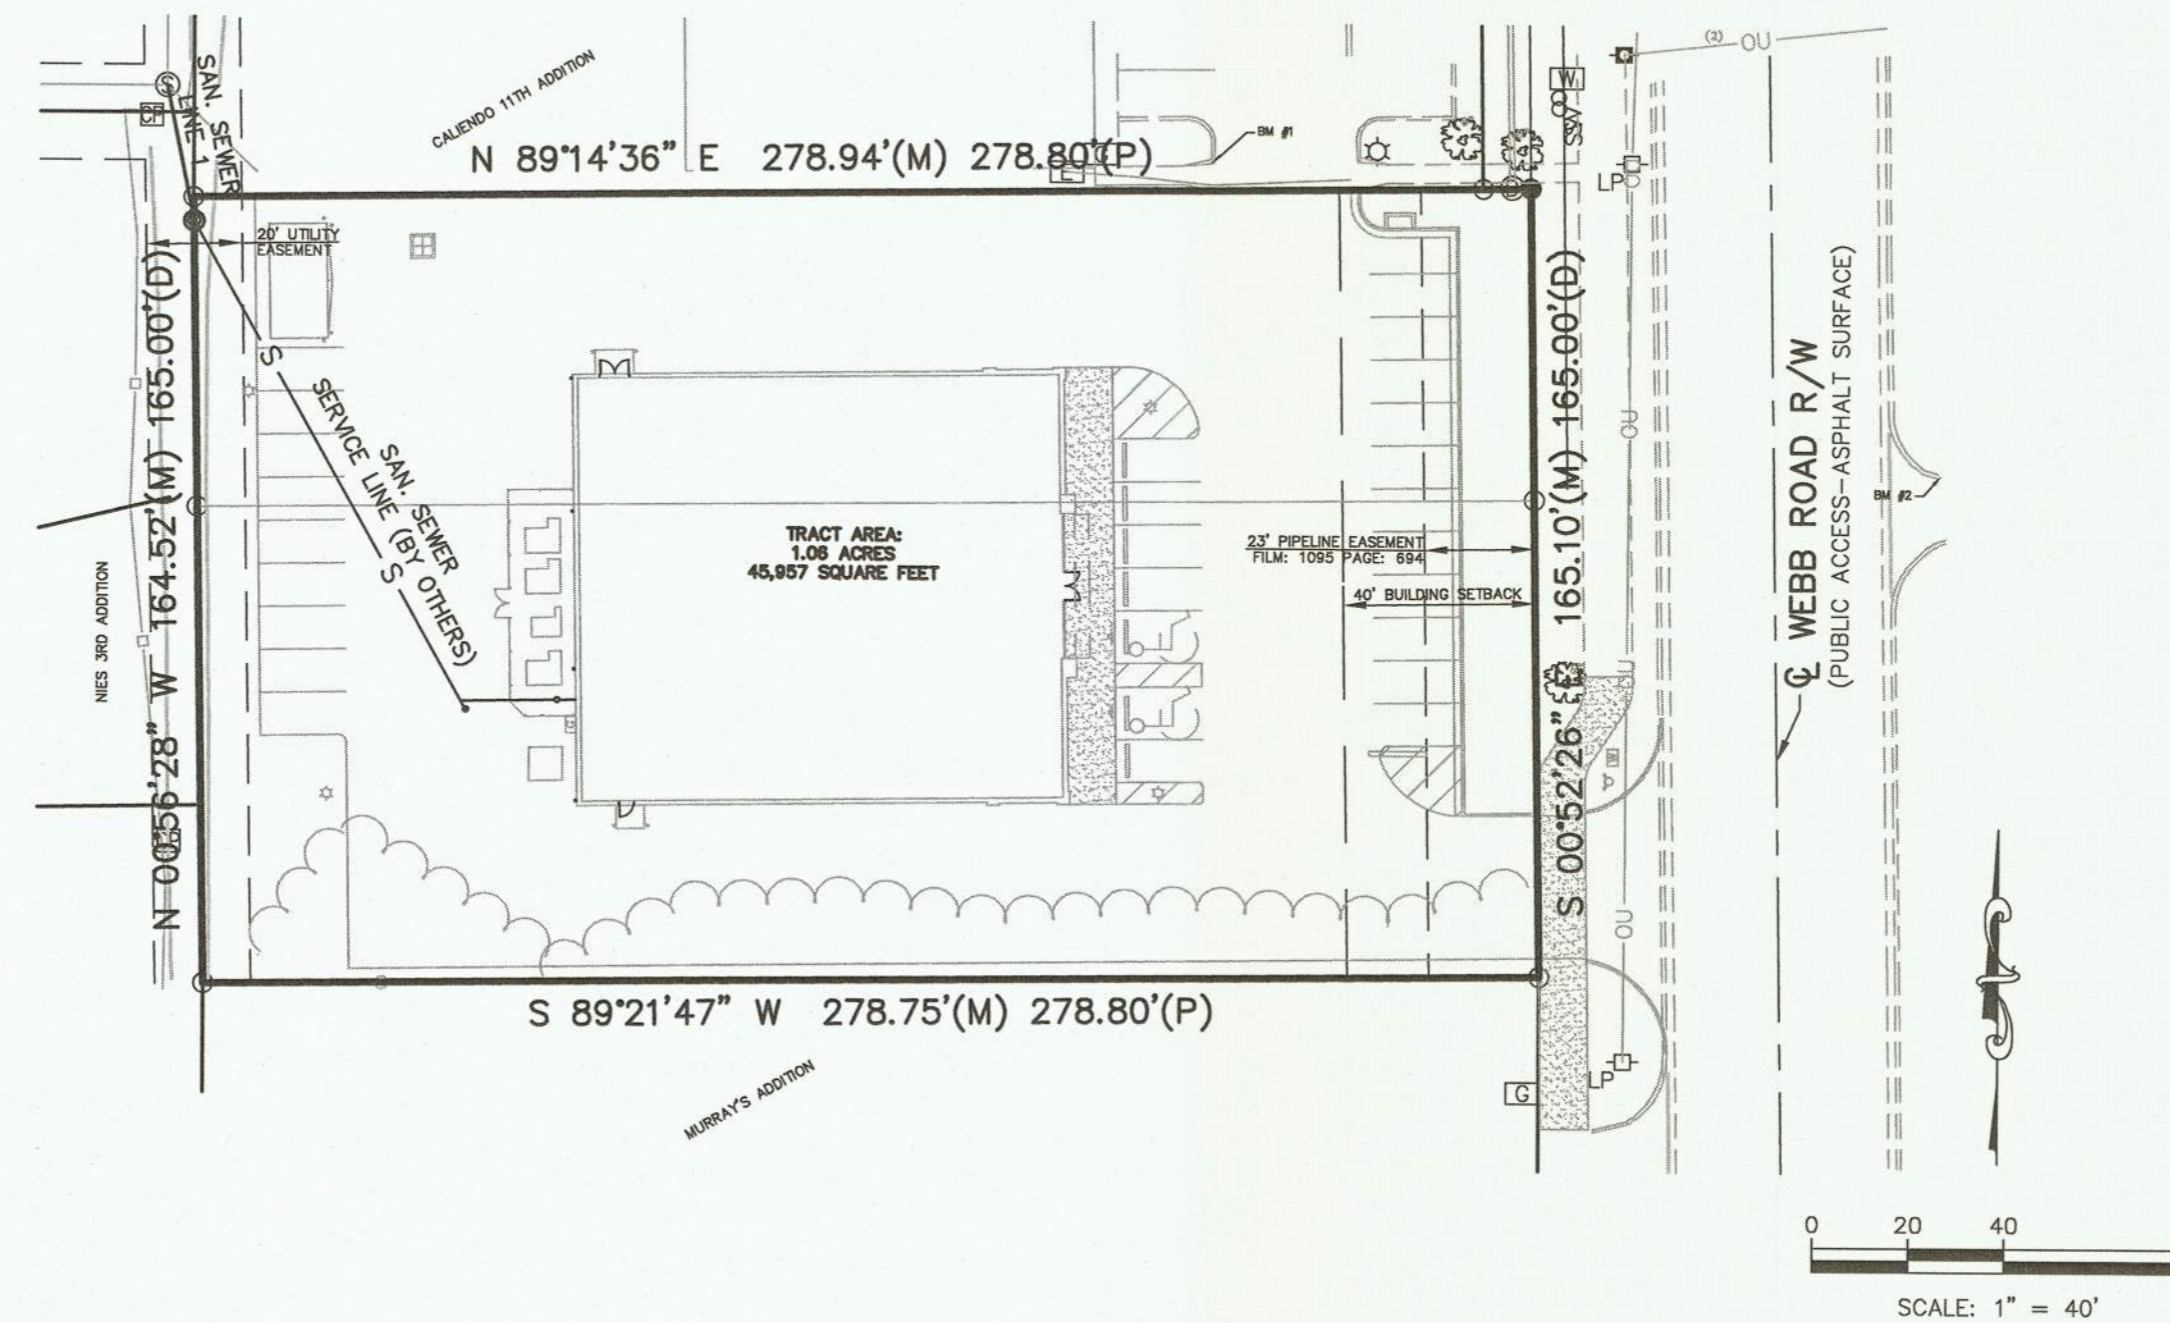 (2) OU
SAN. SEWER
LINE 1
S
CP
CALIENDO 11TH ADDITION
BM #1
W
SW
N 89°14'36" E 278.94'(M) 278.80'(P)
E
LP
OU
20' UTILITY
EASEMENT
N 00°56'28" W 164.52'(M) 165.00'(D)
S 00°52'26" E 165.10'(M) 165.00'(D)
OU
℄ WEBB ROAD R/W
(PUBLIC ACCESS-ASPHALT SURFACE)
BM #2
S
SAN. SEWER
SERVICE LINE (BY OTHERS)
S
TRACT AREA:
1.06 ACRES
45,957 SQUARE FEET
23' PIPELINE EASEMENT
FILM: 1095 PAGE: 694
40' BUILDING SETBACK
NIES 3RD ADDITION
OU
W
OU
S 89°21'47" W 278.75'(M) 278.80'(P)
MURRAY'S ADDITION
G
LP
0 20 40
SCALE: 1" = 40'